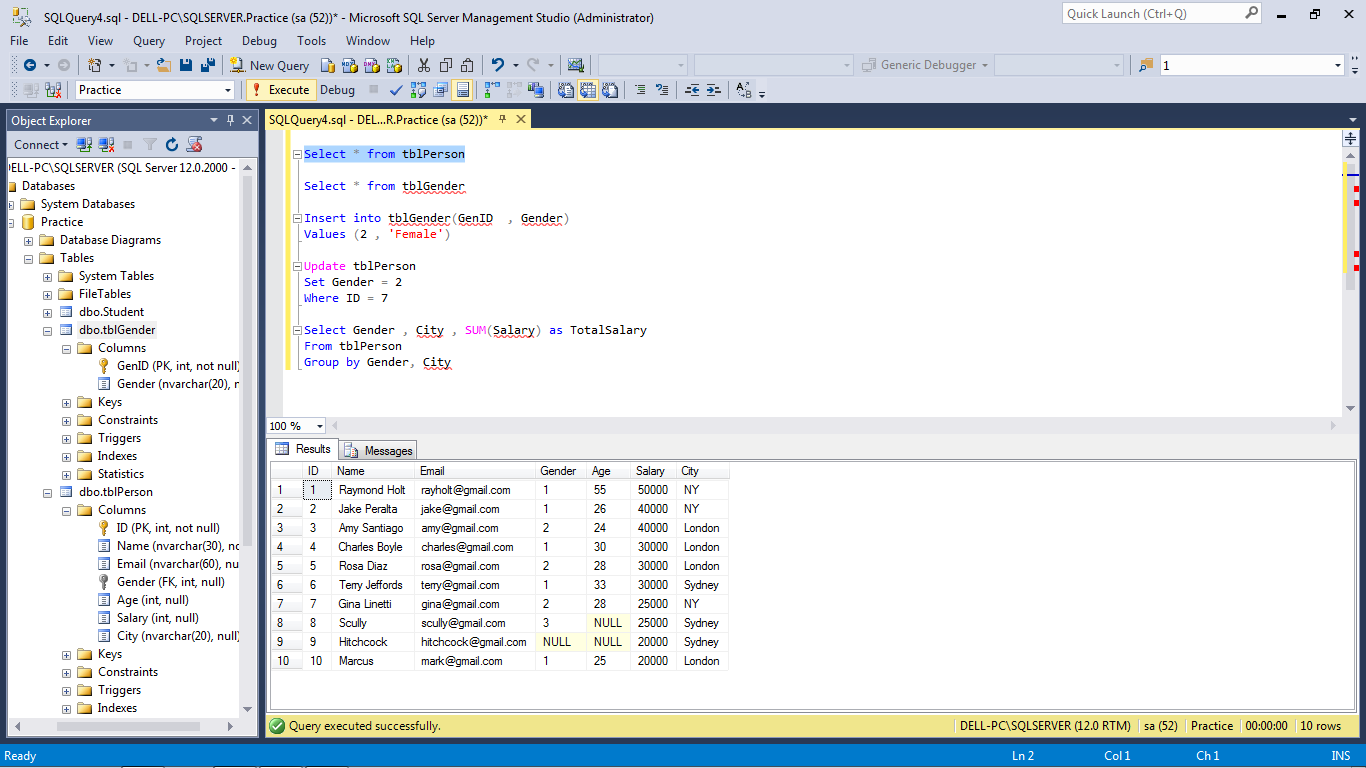 SQLQuery4.sql - DELL-PC\SQLSERVER.Practice (sa (52))* - Microsoft SQL Server Management Studio (Administrator)
Quick Launch (Ctrl+Q)
File Edit View Query Project Debug Tools Window Help
New Query Generic Debugger 1
Practice Execute Debug
Object Explorer
Connect
DELL-PC\SQLSERVER (SQL Server 12.0.2000 -
Databases
System Databases
Practice
Database Diagrams
Tables
System Tables
FileTables
dbo.Student
dbo.tblGender
Columns
GenID (PK, int, not null)
Gender (nvarchar(20), n
Keys
Constraints
Triggers
Indexes
Statistics
dbo.tblPerson
Columns
ID (PK, int, not null)
Name (nvarchar(30), no
Email (nvarchar(60), nu
Gender (FK, int, null)
Age (int, null)
Salary (int, null)
City (nvarchar(20), null)
Keys
Constraints
Triggers
Indexes
SQLQuery4.sql - DEL...R.Practice (sa (52))*
Select * from tblPerson
Select * from tblGender
Insert into tblGender(GenID , Gender)
Values (2 , 'Female')
Update tblPerson
Set Gender = 2
Where ID = 7
Select Gender , City , SUM(Salary) as TotalSalary
From tblPerson
Group by Gender, City
100 %
Results Messages
ID Name Email Gender Age Salary City
1 1 Raymond Holt rayholt@gmail.com 1 55 50000 NY
2 2 Jake Peralta jake@gmail.com 1 26 40000 NY
3 3 Amy Santiago amy@gmail.com 2 24 40000 London
4 4 Charles Boyle charles@gmail.com 1 30 30000 London
5 5 Rosa Diaz rosa@gmail.com 2 28 30000 London
6 6 Terry Jeffords terry@gmail.com 1 33 30000 Sydney
7 7 Gina Linetti gina@gmail.com 2 28 25000 NY
8 8 Scully scully@gmail.com 3 NULL 25000 Sydney
9 9 Hitchcock hitchcock@gmail.com NULL NULL 20000 Sydney
10 10 Marcus mark@gmail.com 1 25 20000 London
Query executed successfully. DELL-PC\SQLSERVER (12.0 RTM) sa (52) Practice 00:00:00 10 rows
Ready Ln 2 Col 1 Ch 1 INS